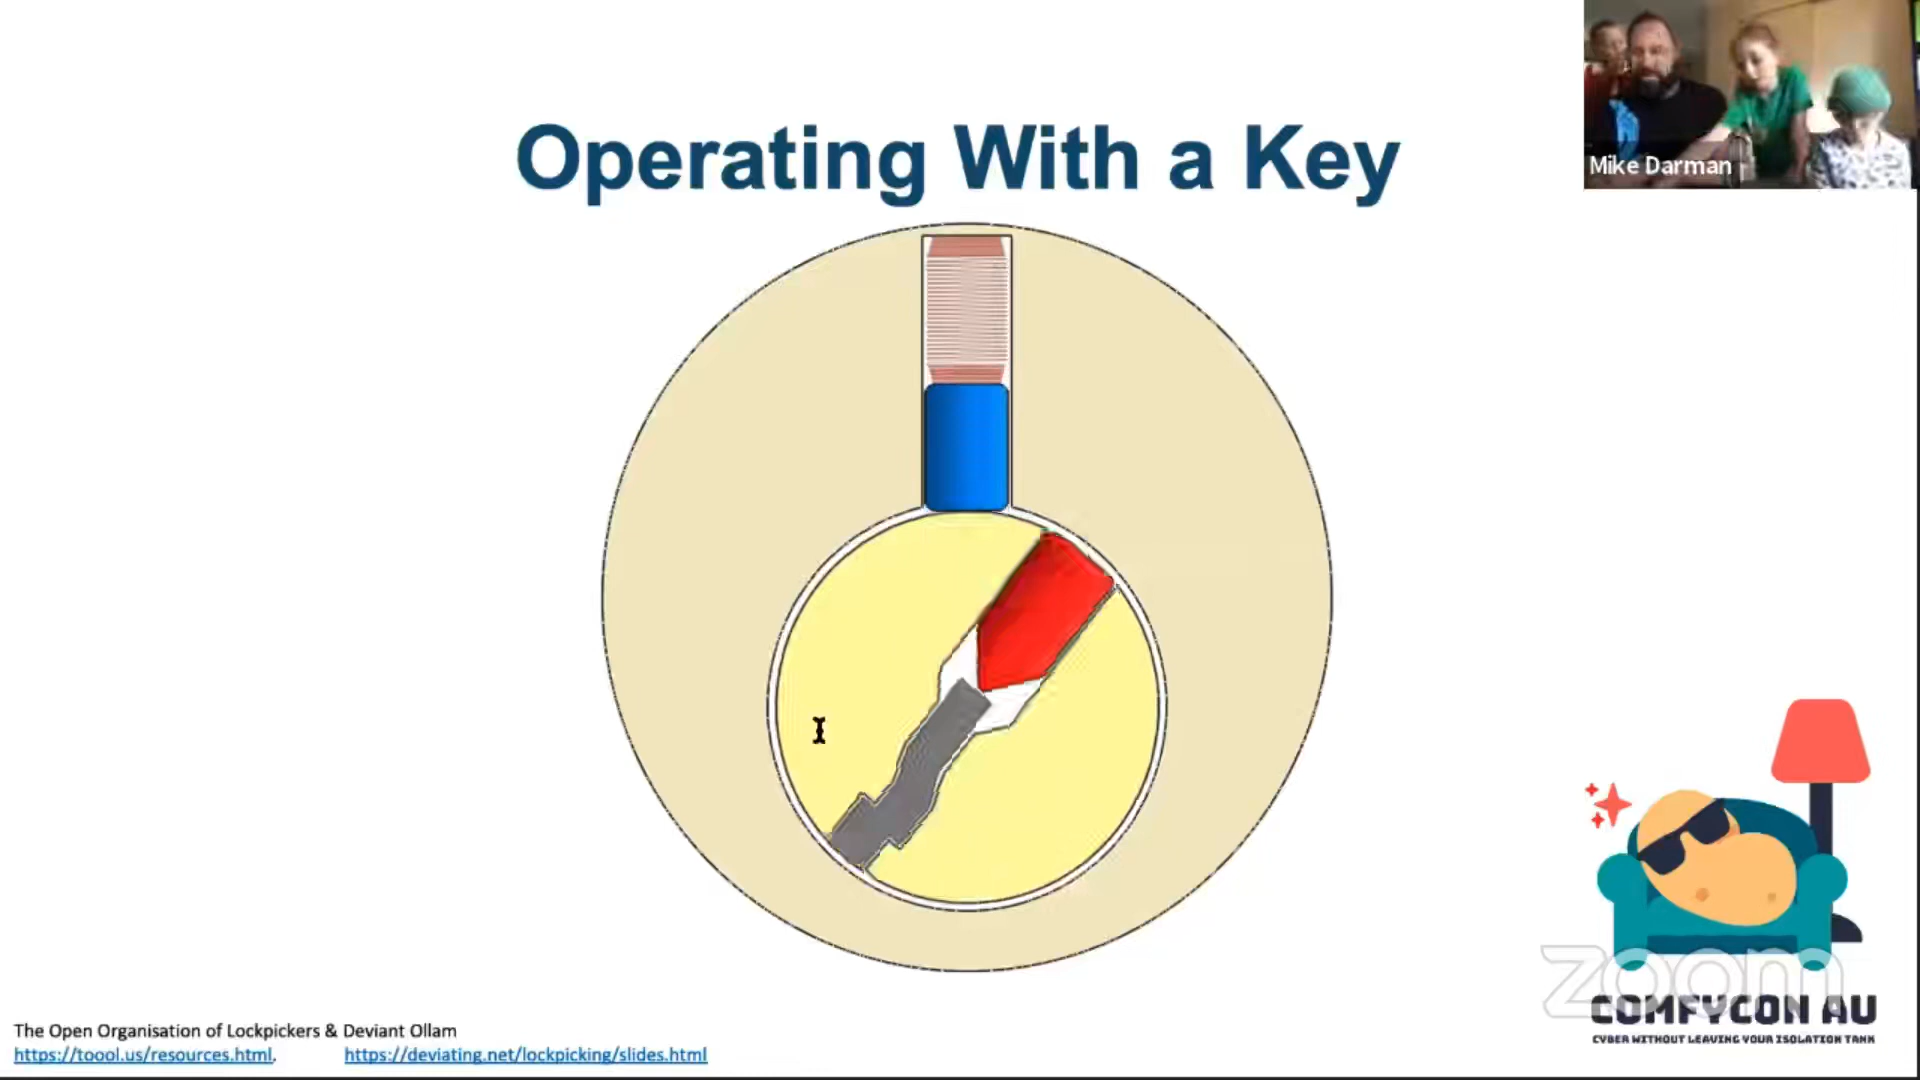 Operating With a Key
Mike Darman
zoom
COMFYCON AU
CYBER WITHOUT LEAVING YOUR ISOLATION TANK
The Open Organisation of Lockpickers & Deviant Ollam
https://toool.us/resources.html. https://deviating.net/lockpicking/slides.html